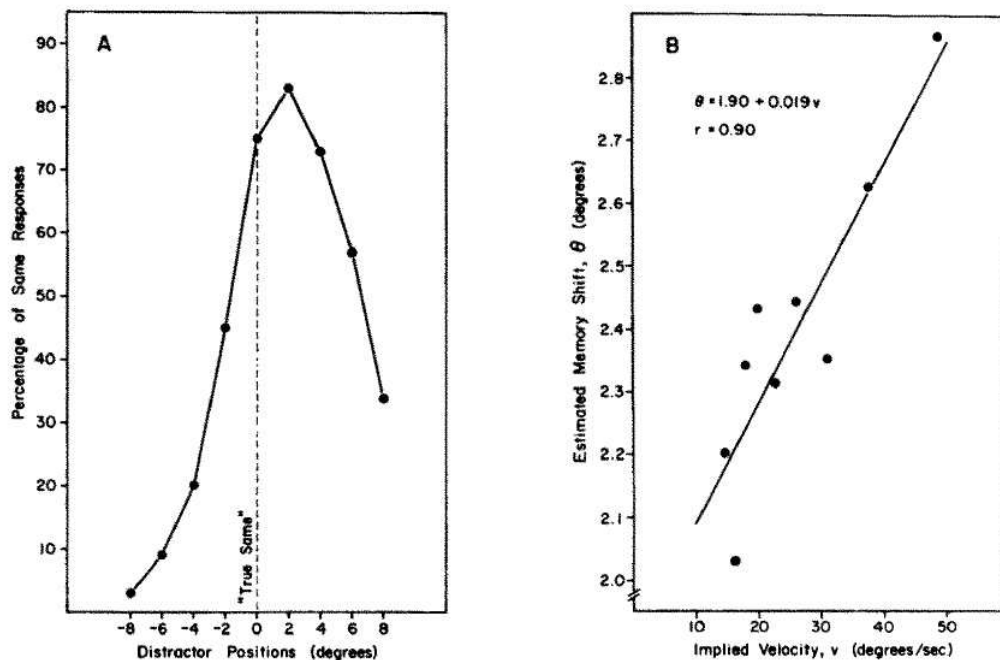 A
90
80
70
60
50
40
30
20
10
Percentage of Same Responses
"True Same"
-8 -6 -4 -2 0 2 4 6 8
Distractor Positions (degrees)
B
θ = 1.90 + 0.019v
r = 0.90
2.8
2.7
2.6
2.5
2.4
2.3
2.2
2.1
2.0
Estimated Memory Shift, θ (degrees)
10 20 30 40 50
Implied Velocity, v (degrees/sec.)